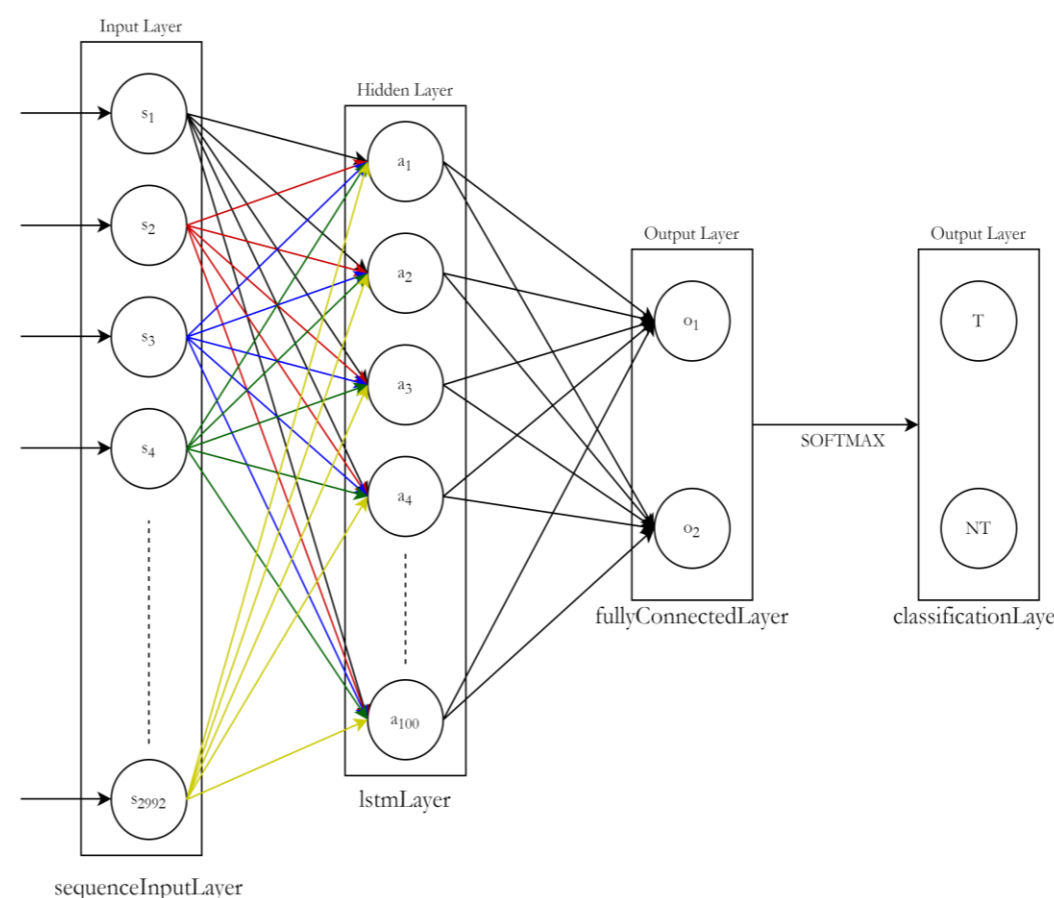 Input Layer
s1
s2
s3
s4
s2992
sequenceInputLayer
Hidden Layer
a1
a2
a3
a4
a100
lstmLayer
Output Layer
o1
o2
fullyConnectedLayer
SOFTMAX
Output Layer
T
NT
classificationLaye